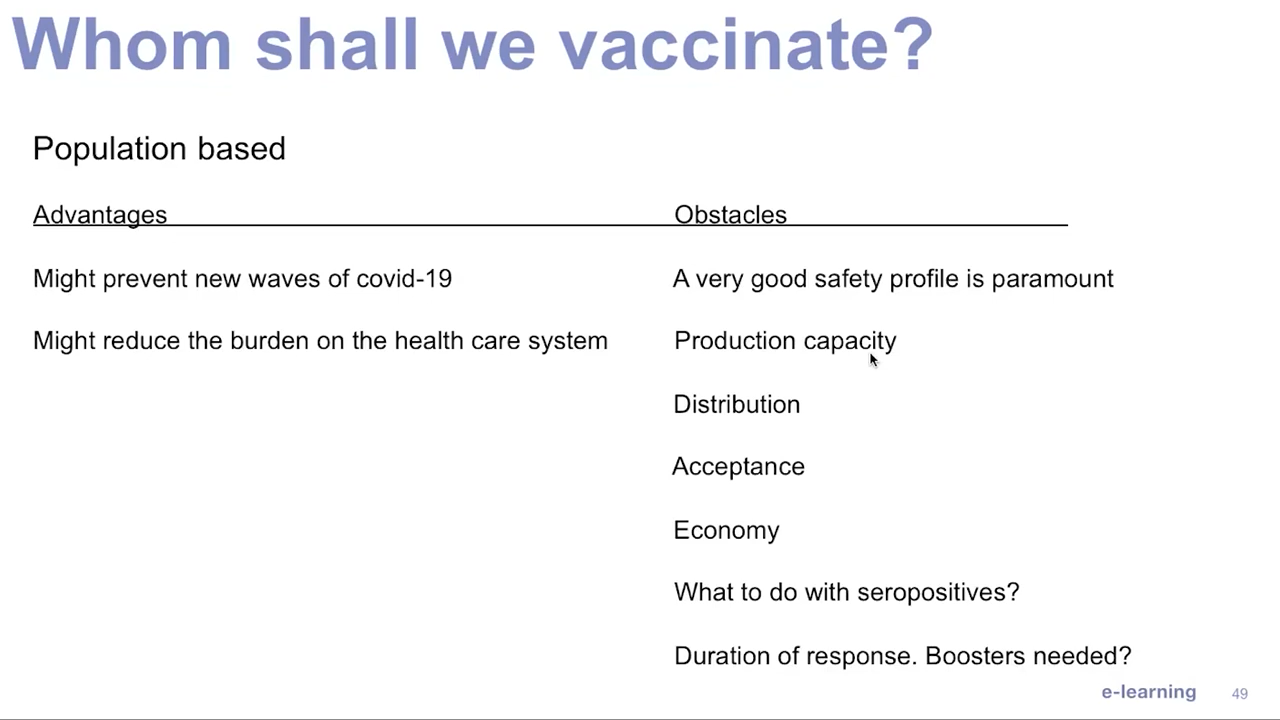 Whom shall we vaccinate?
Population based
Advantages Obstacles
Might prevent new waves of covid-19 A very good safety profile is paramount
Might reduce the burden on the health care system Production capacity
Distribution
Acceptance
Economy
What to do with seropositives?
Duration of response. Boosters needed?
e-learning 49